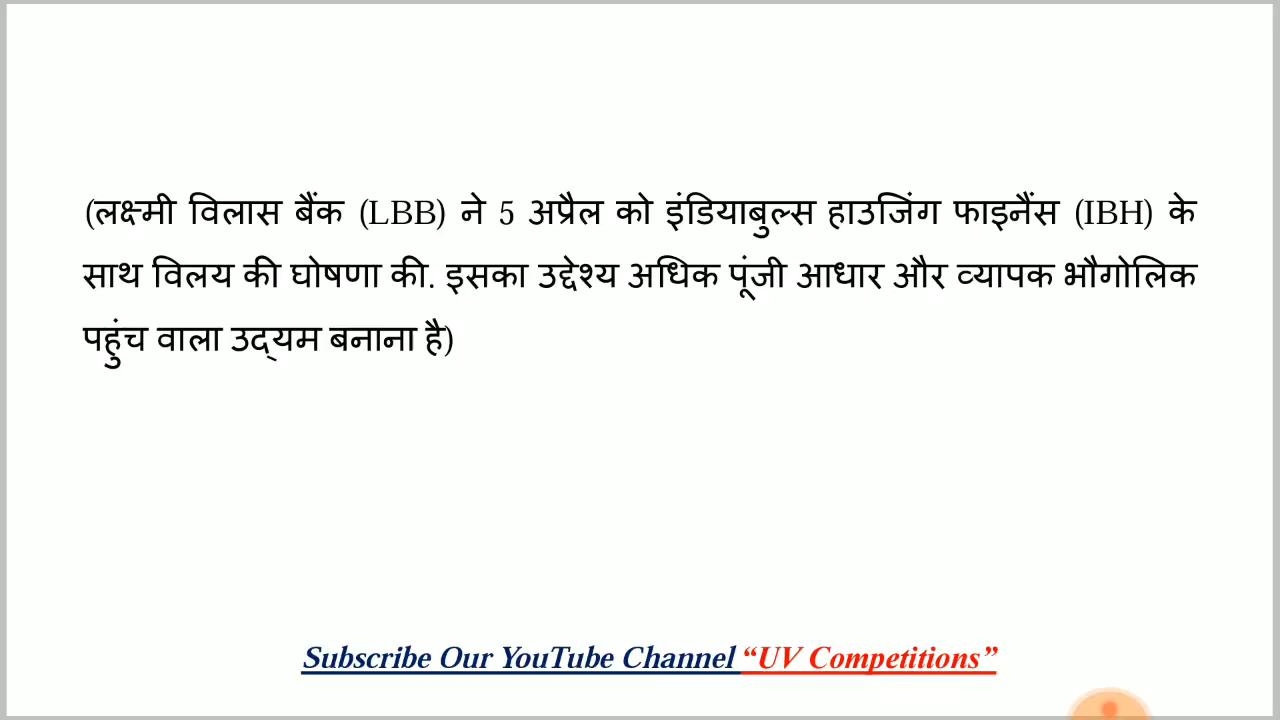 (लक्ष्मी विलास बैंक (LBB) ने 5 अप्रैल को इंडियाबुल्स हाउजिंग फाइनैंस (IBH) के
साथ विलय की घोषणा की. इसका उद्देश्य अधिक पूंजी आधार और व्यापक भौगोलिक
पहुंच वाला उद्यम बनाना है)
Subscribe Our YouTube Channel “UV Competitions”